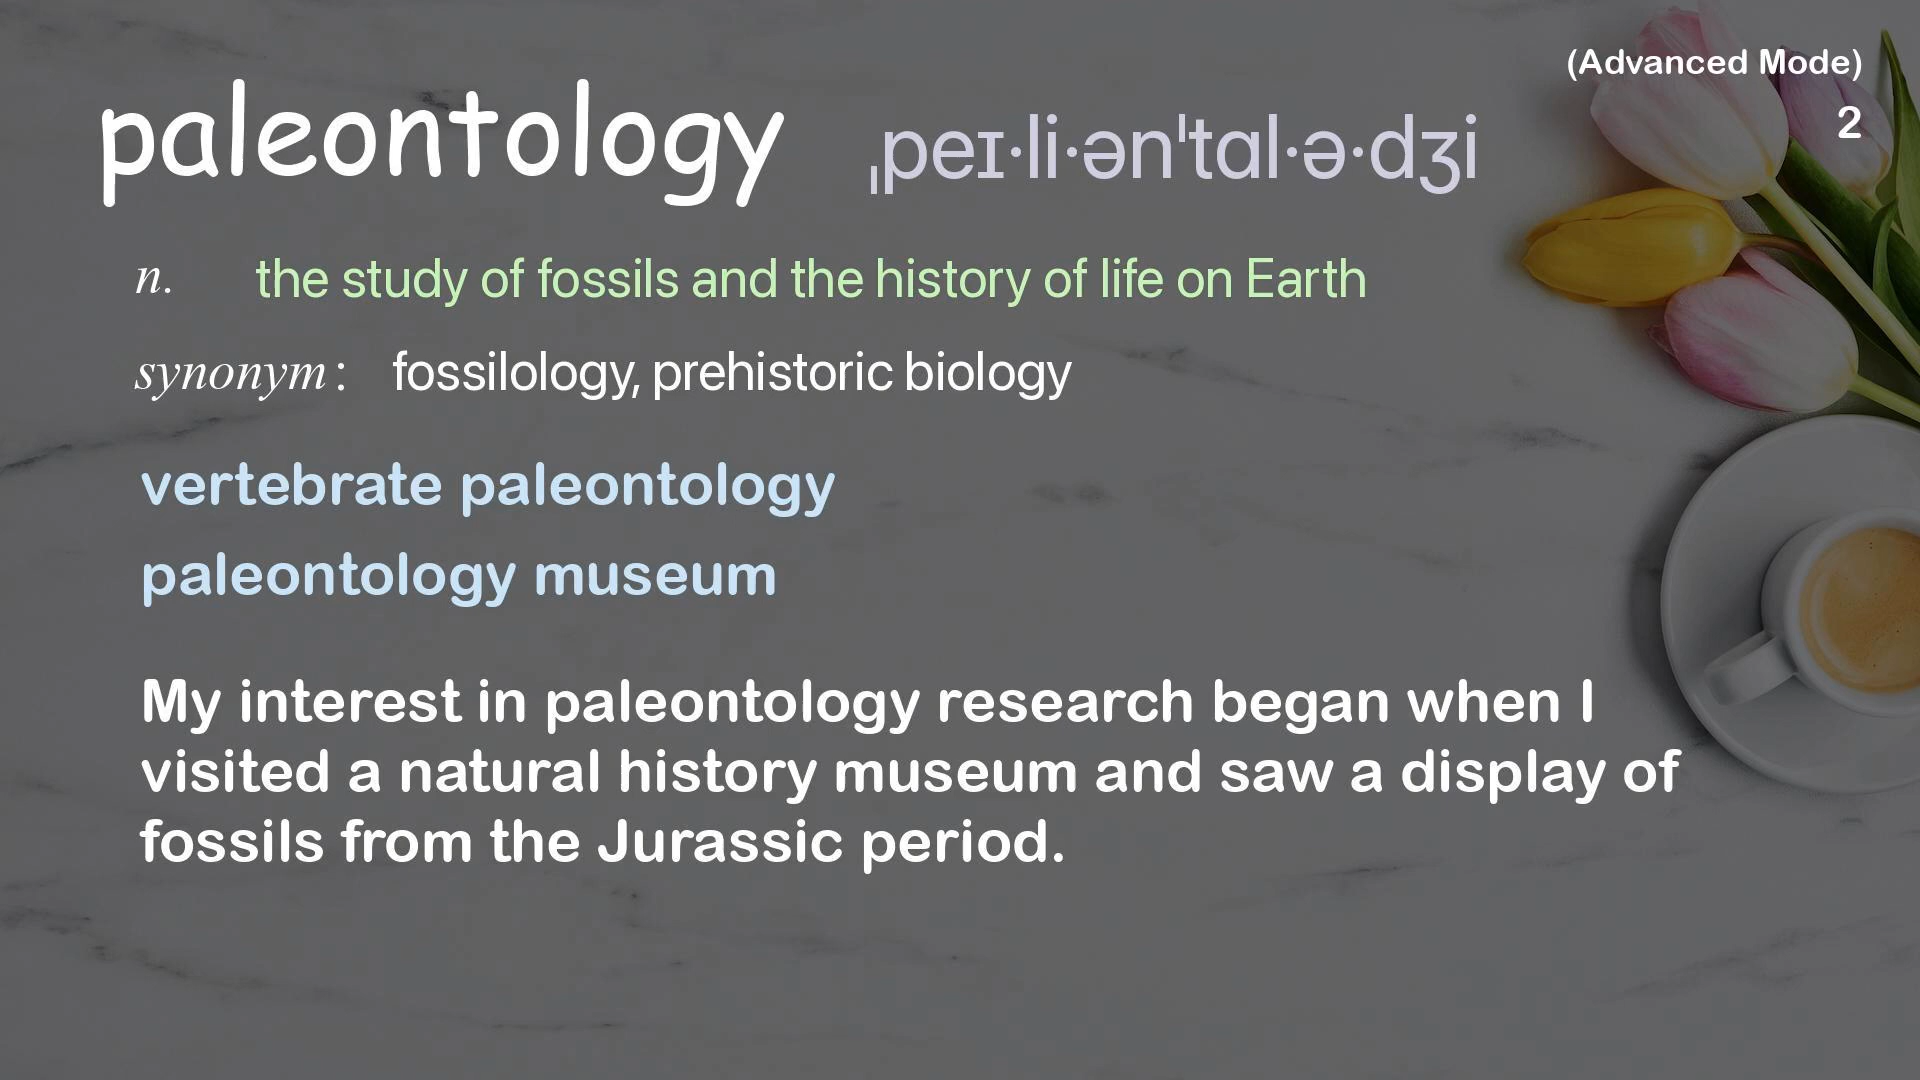 (Advanced Mode)
2
paleontology ˌpeɪ·li·ənˈtɑl·ə·dʒi
n. the study of fossils and the history of life on Earth
synonym : fossilology, prehistoric biology
vertebrate paleontology
paleontology museum
My interest in paleontology research began when I
visited a natural history museum and saw a display of
fossils from the Jurassic period.